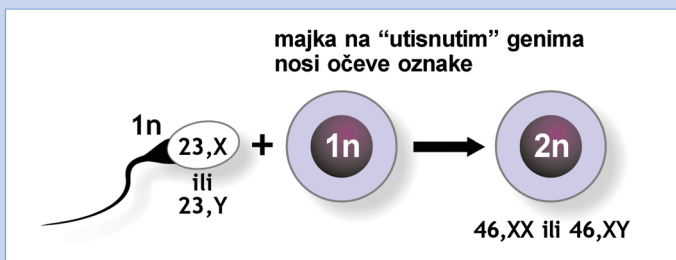 majka na “utisnutim” genima
nosi očeve oznake
1n
23,X
ili
23,Y
+
1n
2n
46,XX ili 46,XY